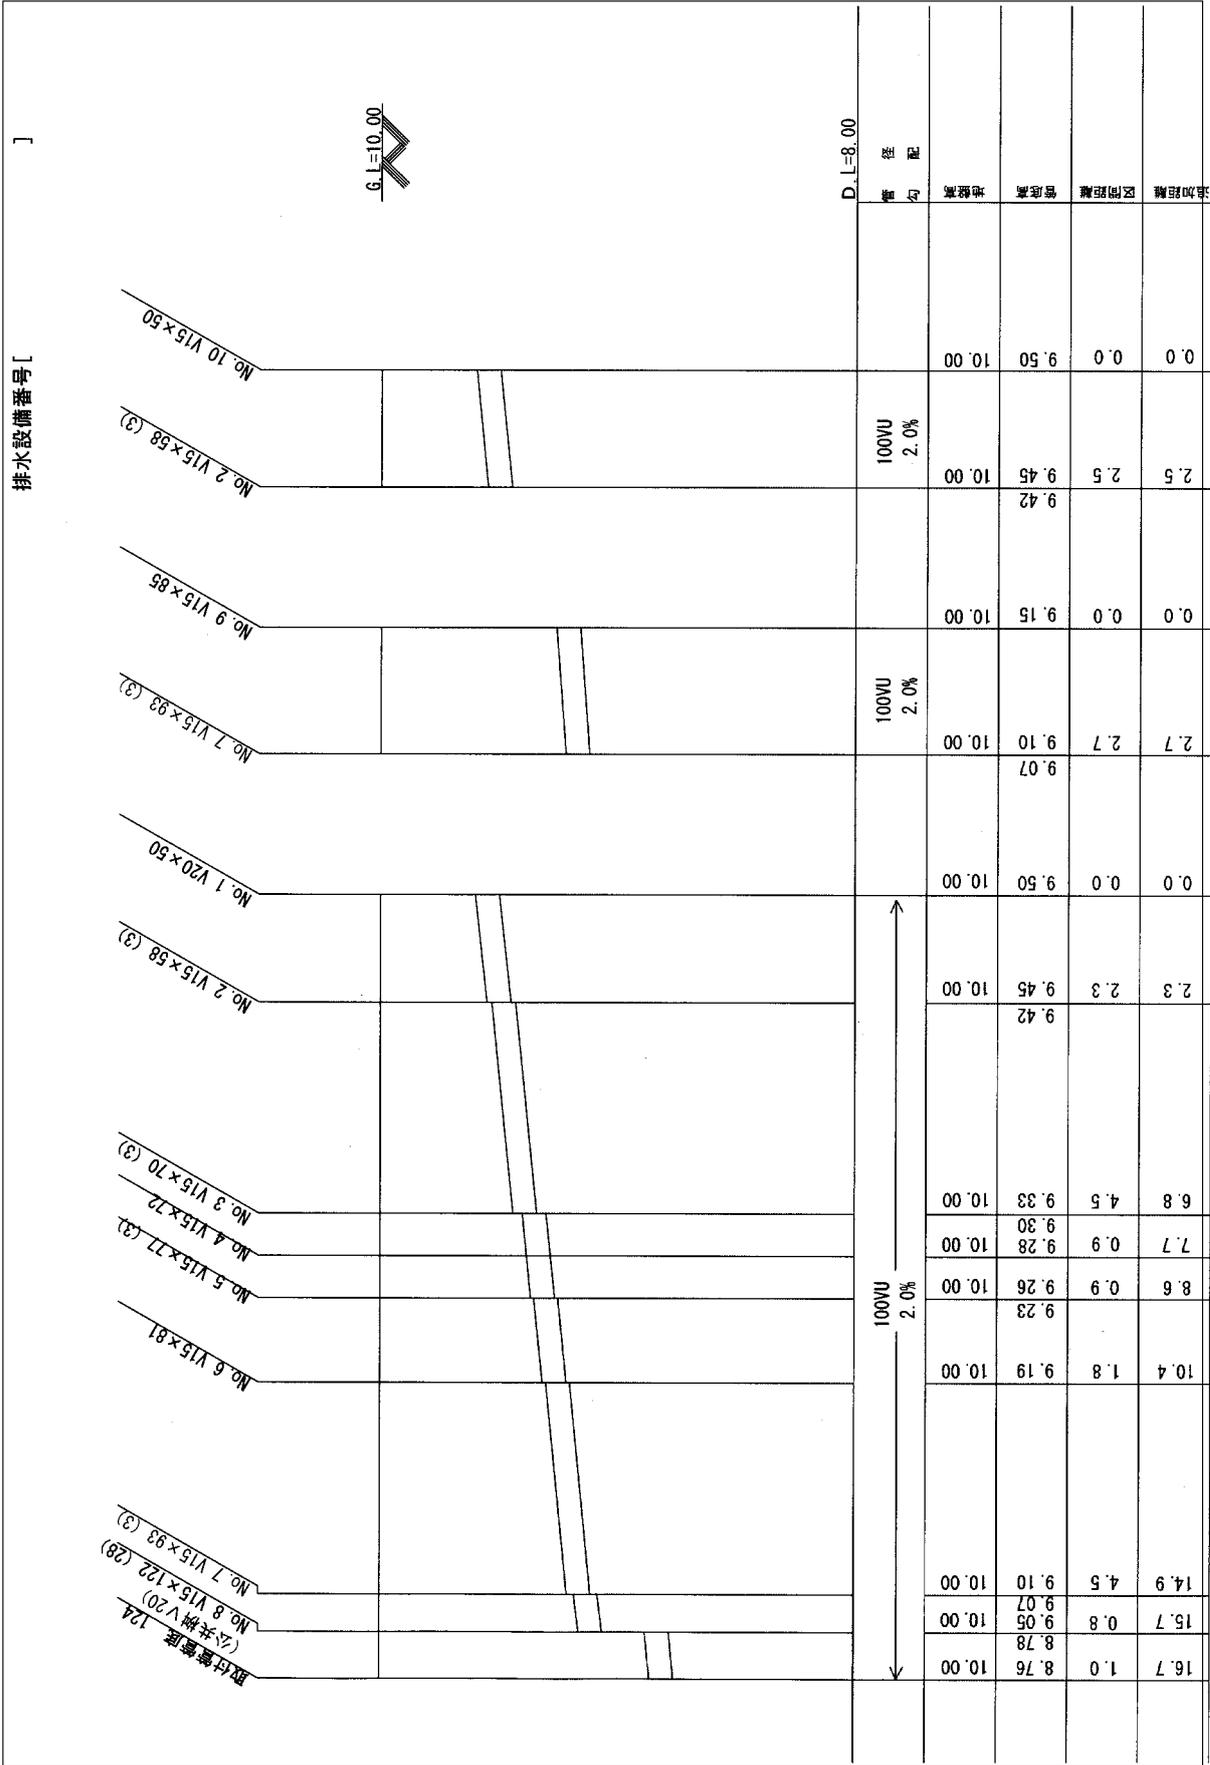 排水設備番号[ ]
G.L=10.00
D.L=8.00
管 径
勾 配
地盤高
管底高
区間距離
追加距離
No.10 V15×50
10.00
9.50
0.0
0.0
100VU
2.0%
No.2 V15×58 (3)
10.00
9.45
9.42
2.5
2.5
No.9 V15×85
10.00
9.15
0.0
0.0
100VU
2.0%
No.7 V15×93 (3)
10.00
9.10
9.07
2.7
2.7
No.1 V20×50
10.00
9.50
0.0
0.0
No.2 V15×58 (3)
10.00
9.45
9.42
2.3
2.3
No.3 V15×70 (3)
10.00
9.33
9.30
4.5
6.8
No.4 V15×72
10.00
9.28
0.9
7.7
No.5 V15×77 (3)
10.00
9.26
9.23
0.9
8.6
100VU
2.0%
No.6 V15×81
10.00
9.19
1.8
10.4
No.7 V15×93 (3)
10.00
9.10
9.07
4.5
14.9
No.8 V15×122 (28)
10.00
9.05
8.78
0.8
15.7
(公共桝 V20)
取付管管底 124
10.00
8.76
1.0
16.7